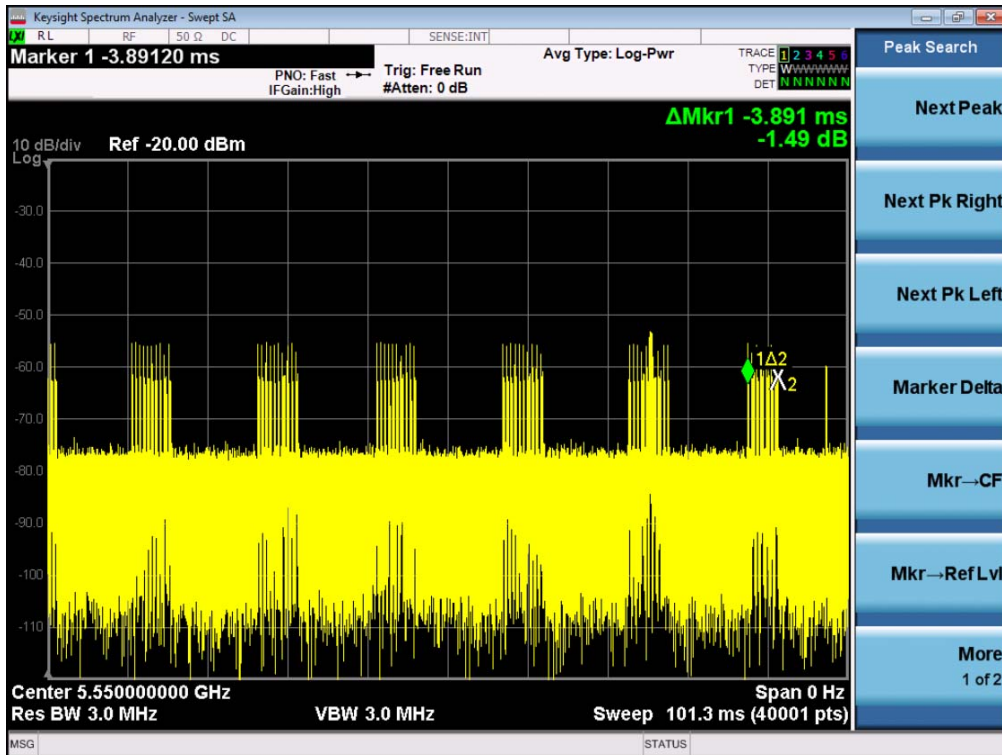 Keysight Spectrum Analyzer - Swept SA
LXI RL RF 50 Ω DC SENSE:INT
Marker 1 -3.89120 ms
PNO: Fast
IFGain:High
Trig: Free Run
#Atten: 0 dB
Avg Type: Log-Pwr
TRACE 1 2 3 4 5 6
TYPE WWWWWW
DET N N N N N N
ΔMkr1 -3.891 ms
-1.49 dB
10 dB/div Ref -20.00 dBm
Log
-30.0
-40.0
-50.0
-60.0
-70.0
-80.0
-90.0
-100
-110
1Δ2
2
Center 5.550000000 GHz
Span 0 Hz
Res BW 3.0 MHz
VBW 3.0 MHz
Sweep 101.3 ms (40001 pts)
MSG
STATUS
Peak Search
Next Peak
Next Pk Right
Next Pk Left
Marker Delta
Mkr→CF
Mkr→Ref Lvl
More
1 of 2